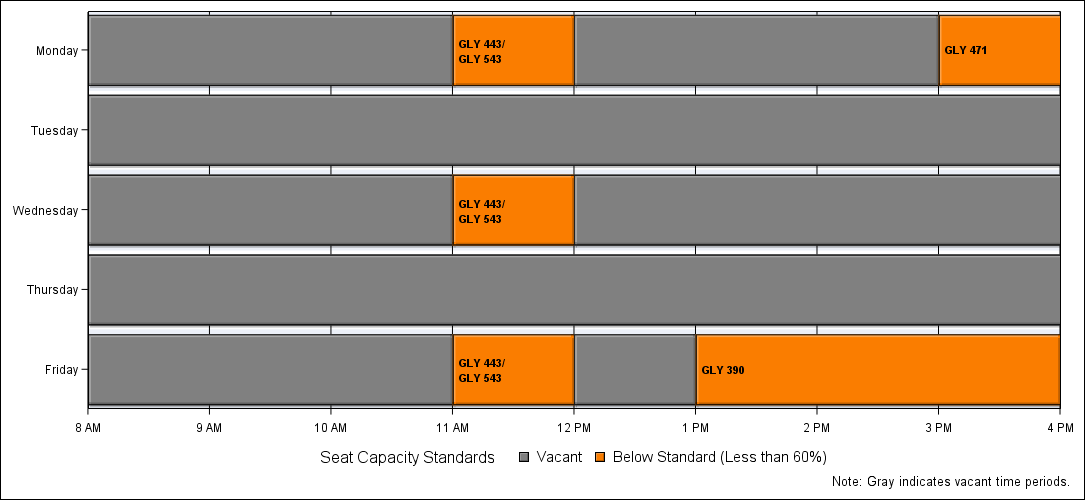 Monday
GLY 443/
GLY 543
GLY 471
Tuesday
Wednesday
GLY 443/
GLY 543
Thursday
Friday
GLY 443/
GLY 543
GLY 390
8 AM 9 AM 10 AM 11 AM 12 PM 1 PM 2 PM 3 PM 4 PM
Seat Capacity Standards Vacant Below Standard (Less than 60%)
Note: Gray indicates vacant time periods.